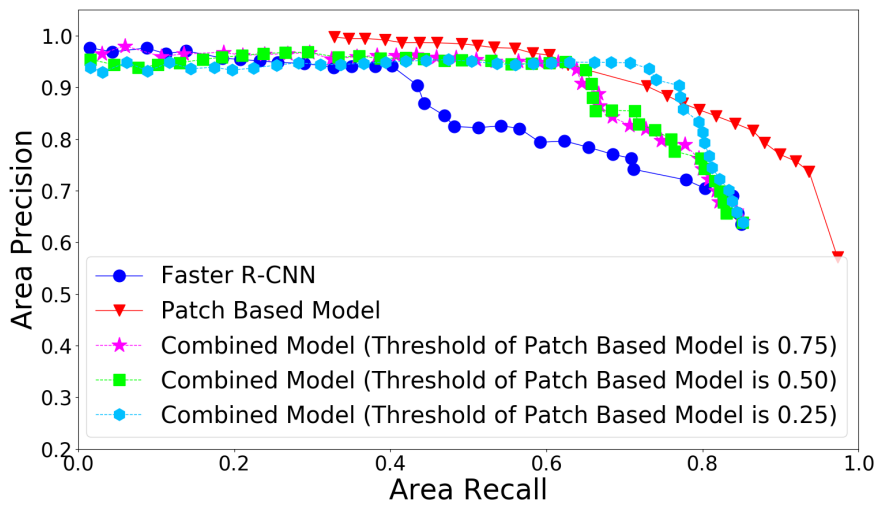 1.0
0.9
0.8
0.7
0.6
0.5
0.4
0.3
0.2
Area Precision
Faster R-CNN
Patch Based Model
Combined Model (Threshold of Patch Based Model is 0.75)
Combined Model (Threshold of Patch Based Model is 0.50)
Combined Model (Threshold of Patch Based Model is 0.25)
0.0 0.2 0.4 0.6 0.8 1.0
Area Recall